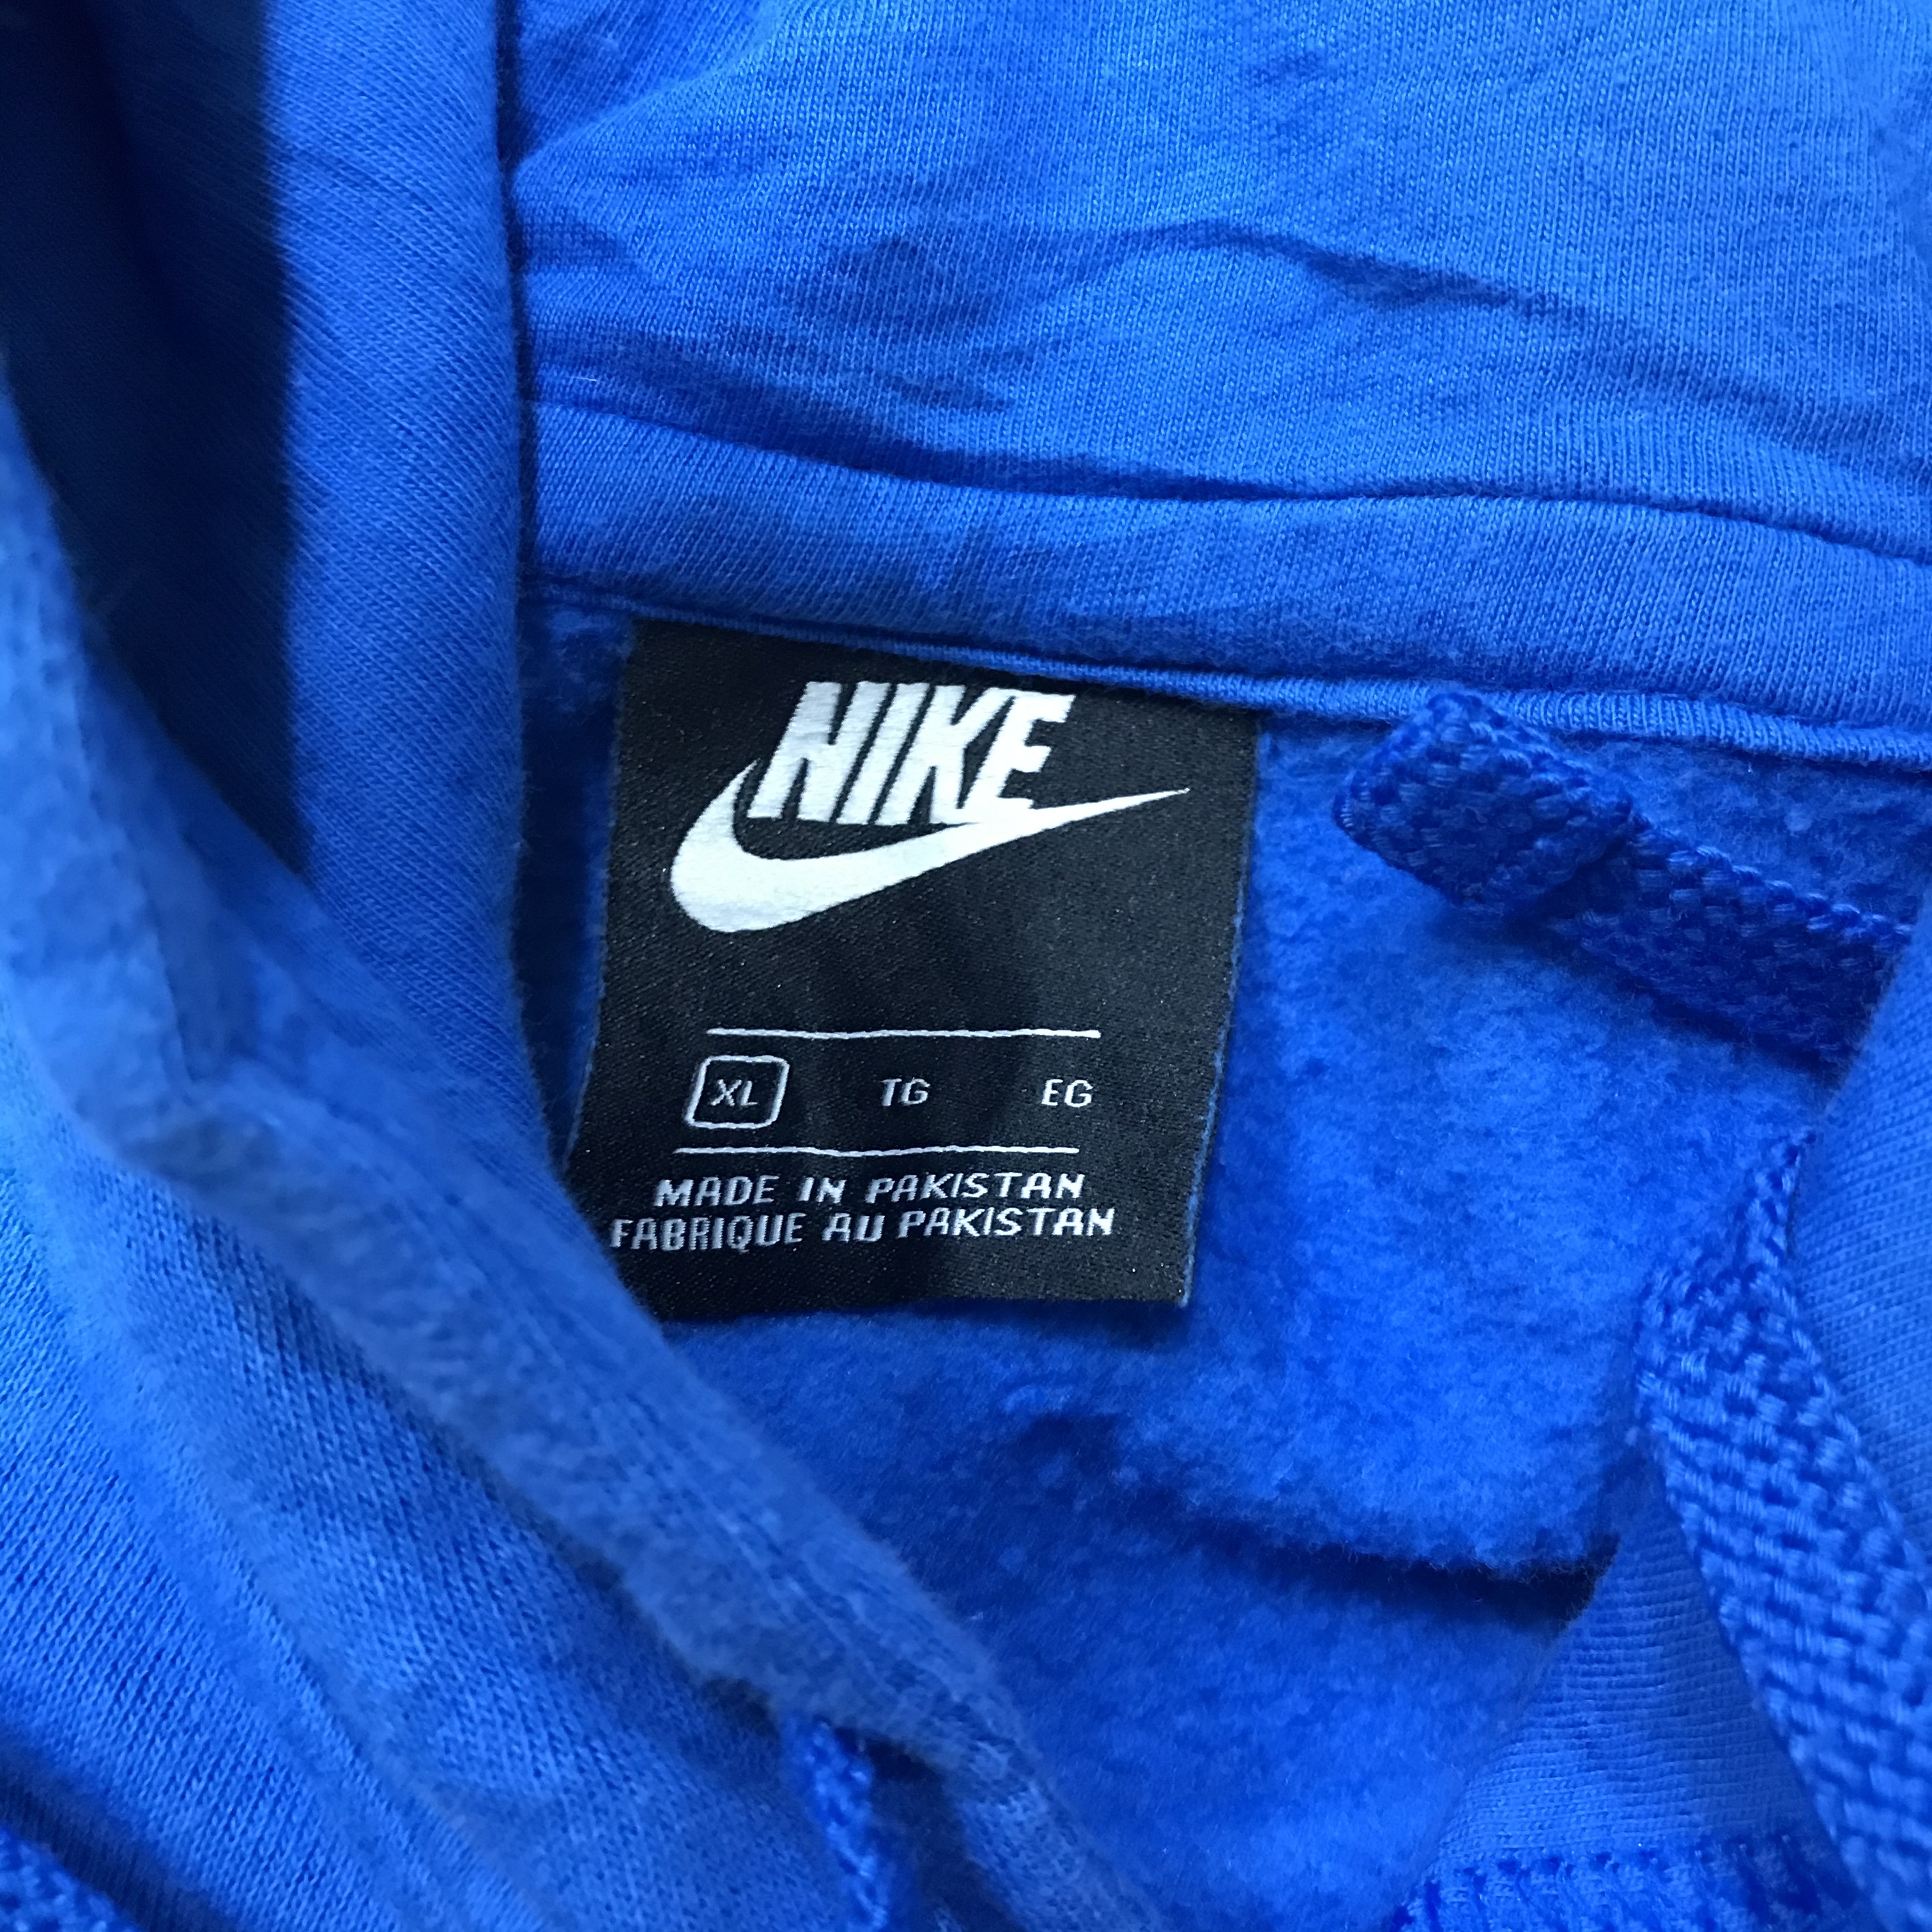 NIKE
XL TG EG
MADE IN PAKISTAN
FABRIQUE AU PAKISTAN